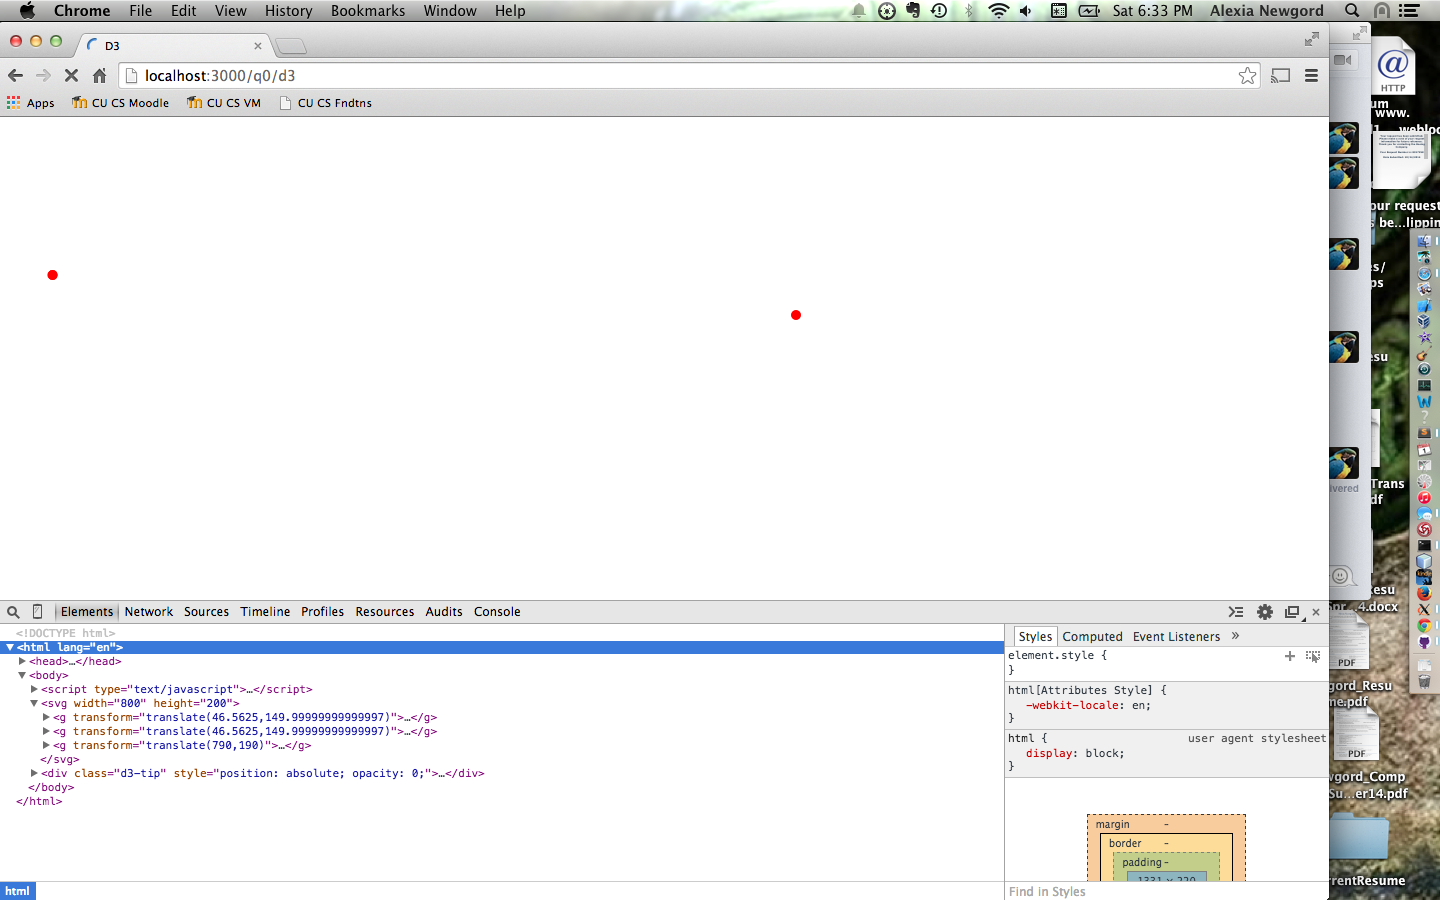 Chrome File Edit View History Bookmarks Window Help Sat 6:33 PM Alexia Newgord
D3
localhost:3000/q0/d3
Apps CU CS Moodle CU CS VM CU CS Fndtns
Elements Network Sources Timeline Profiles Resources Audits Console
<!DOCTYPE html>
<html lang="en">
<head>…</head>
<body>
<script type="text/javascript">…</script>
<svg width="800" height="200">
<g transform="translate(46.5625,149.99999999999997)">…</g>
<g transform="translate(46.5625,149.99999999999997)">…</g>
<g transform="translate(790,190)">…</g>
</svg>
<div class="d3-tip" style="position: absolute; opacity: 0;">…</div>
</body>
</html>
html
Styles Computed Event Listeners »
element.style {
}
html[Attributes Style] {
-webkit-locale: en;
}
html { user agent stylesheet
display: block;
}
margin -
border -
padding -
1331 × 220
Find in Styles
HTTP
um
www.
webloc
our request
s be...lippin
es/
ps
esu
Trans
df
ivered
esu
spr...4.docx
PDF
gord_Resu
me.pdf
PDF
wgord_Comp
Su...er14.pdf
rrentResume